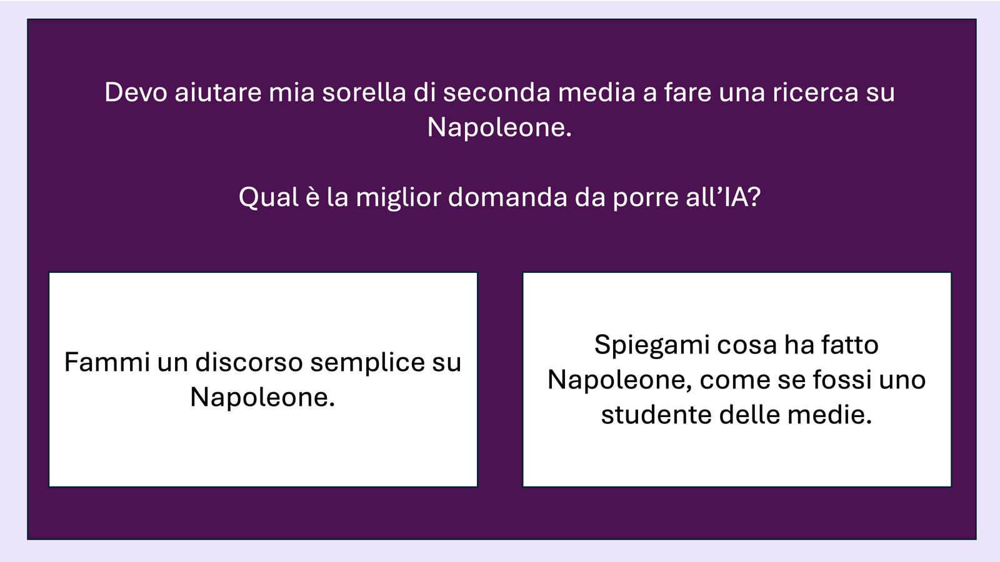 Devo aiutare mia sorella di seconda media a fare una ricerca su
Napoleone.
Qual è la miglior domanda da porre all’IA?
Fammi un discorso semplice su
Napoleone.
Spiegami cosa ha fatto
Napoleone, come se fossi uno
studente delle medie.